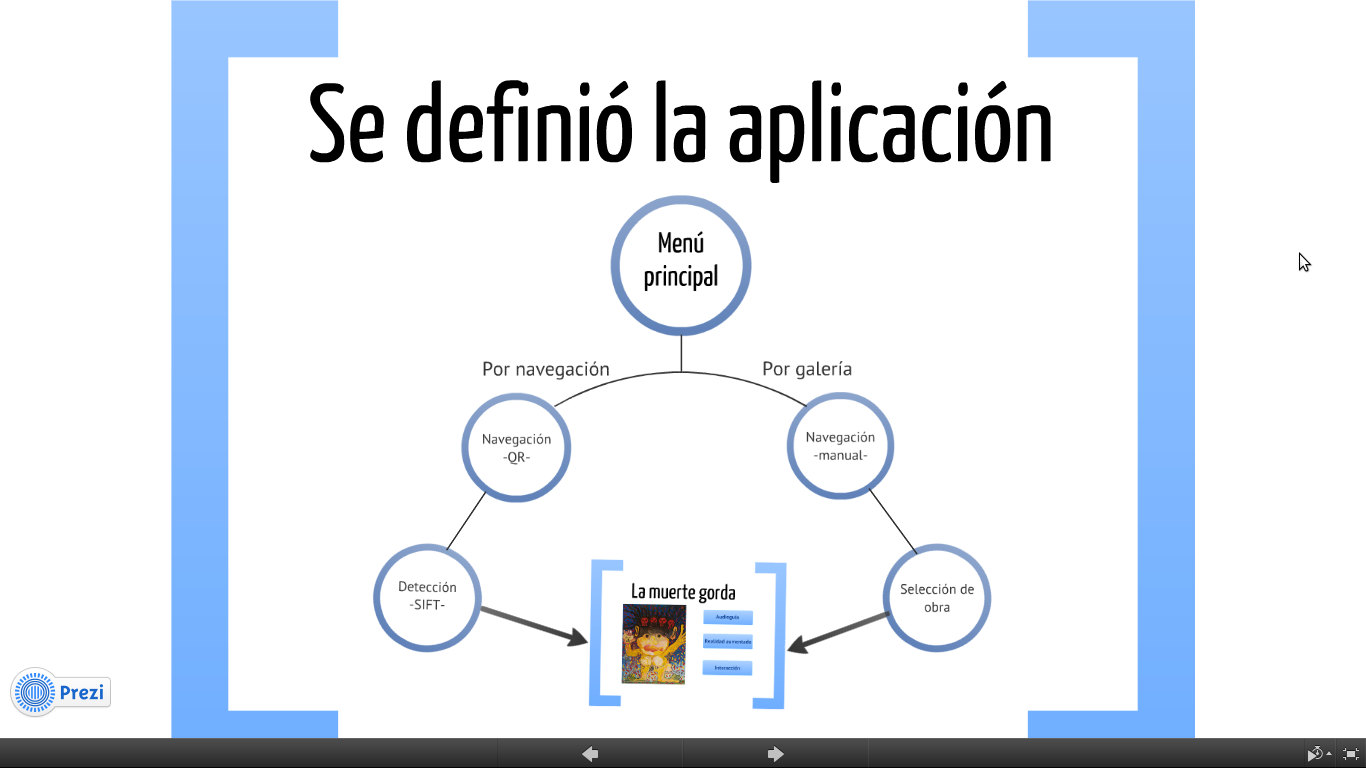 Se definió la aplicación
Menú
principal
Por navegación
Por galería
Navegación
-QR-
Navegación
-manual-
Detección
-SIFT-
Selección de
obra
La muerte gorda
Audioguía
Realidad aumentada
Interacción
Prezi